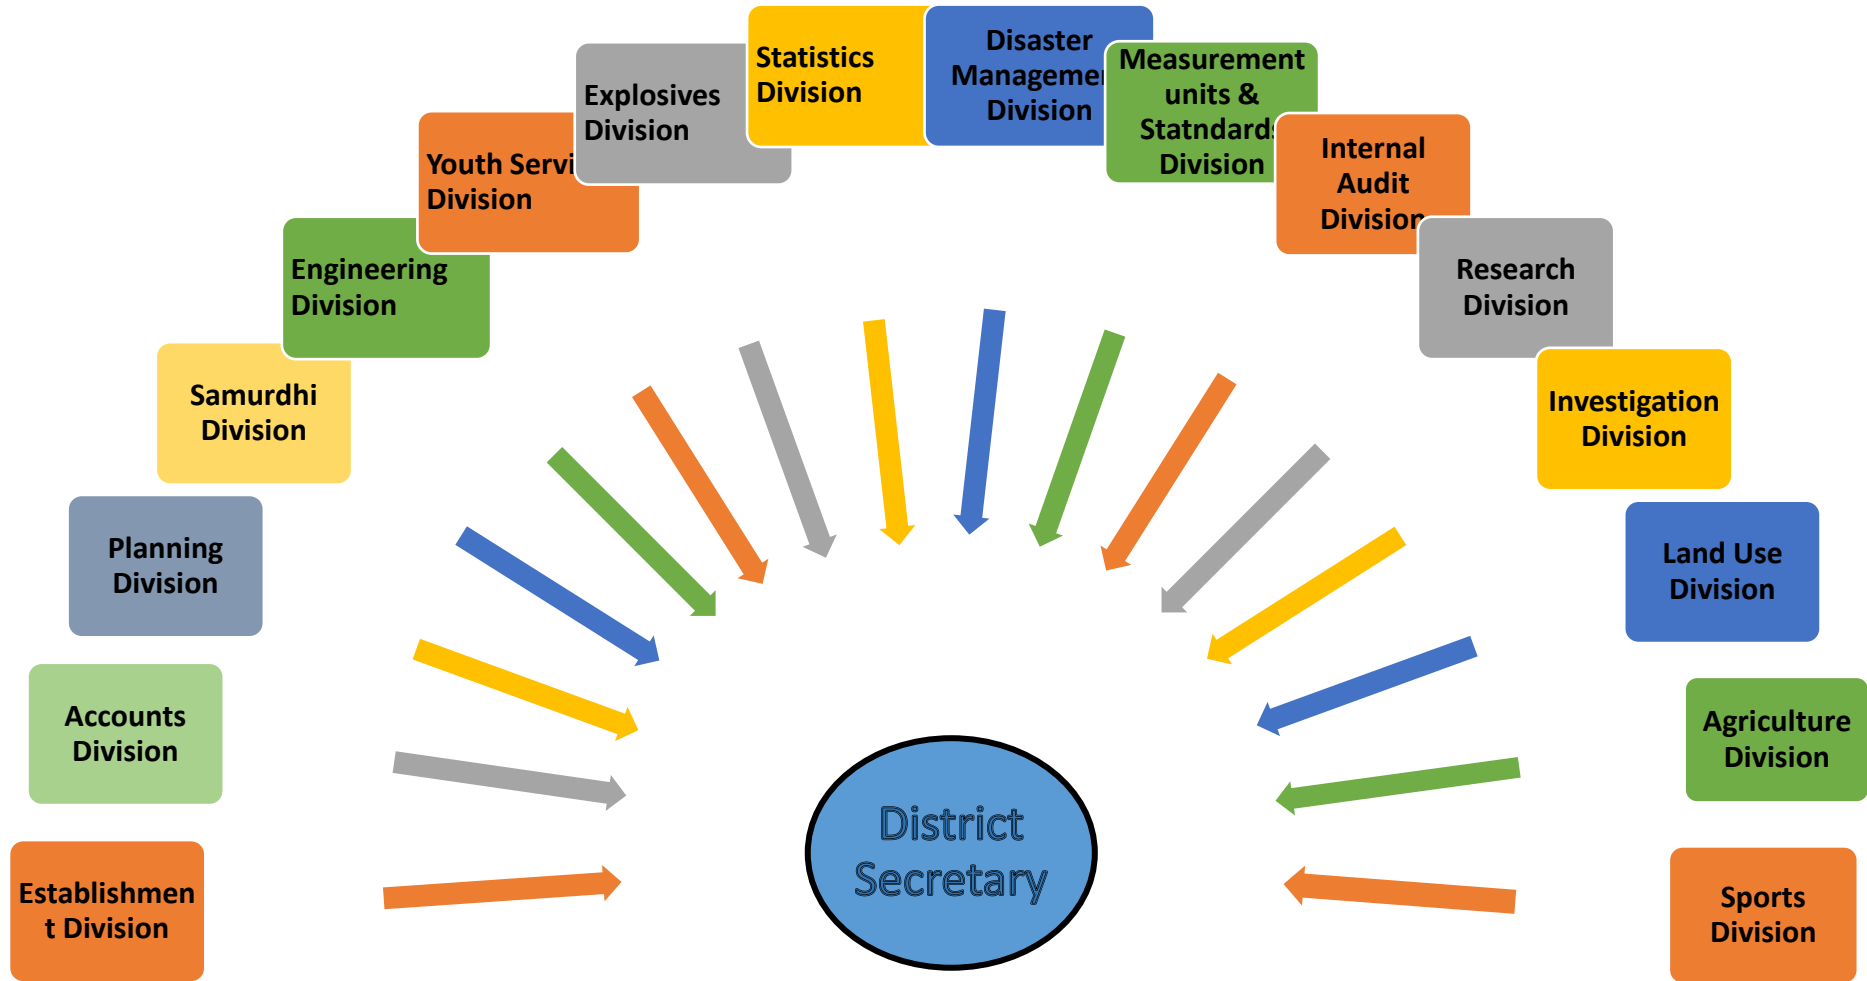 Statistics
Division
Disaster
Managemen
Division
Measurement
units &
Statndards
Division
Explosives
Division
Youth Servi
Division
Internal
Audit
Division
Engineering
Division
Research
Division
Samurdhi
Division
Investigation
Division
Planning
Division
Land Use
Division
Accounts
Division
Agriculture
Division
Establishmen
t Division
District
Secretary
Sports
Division